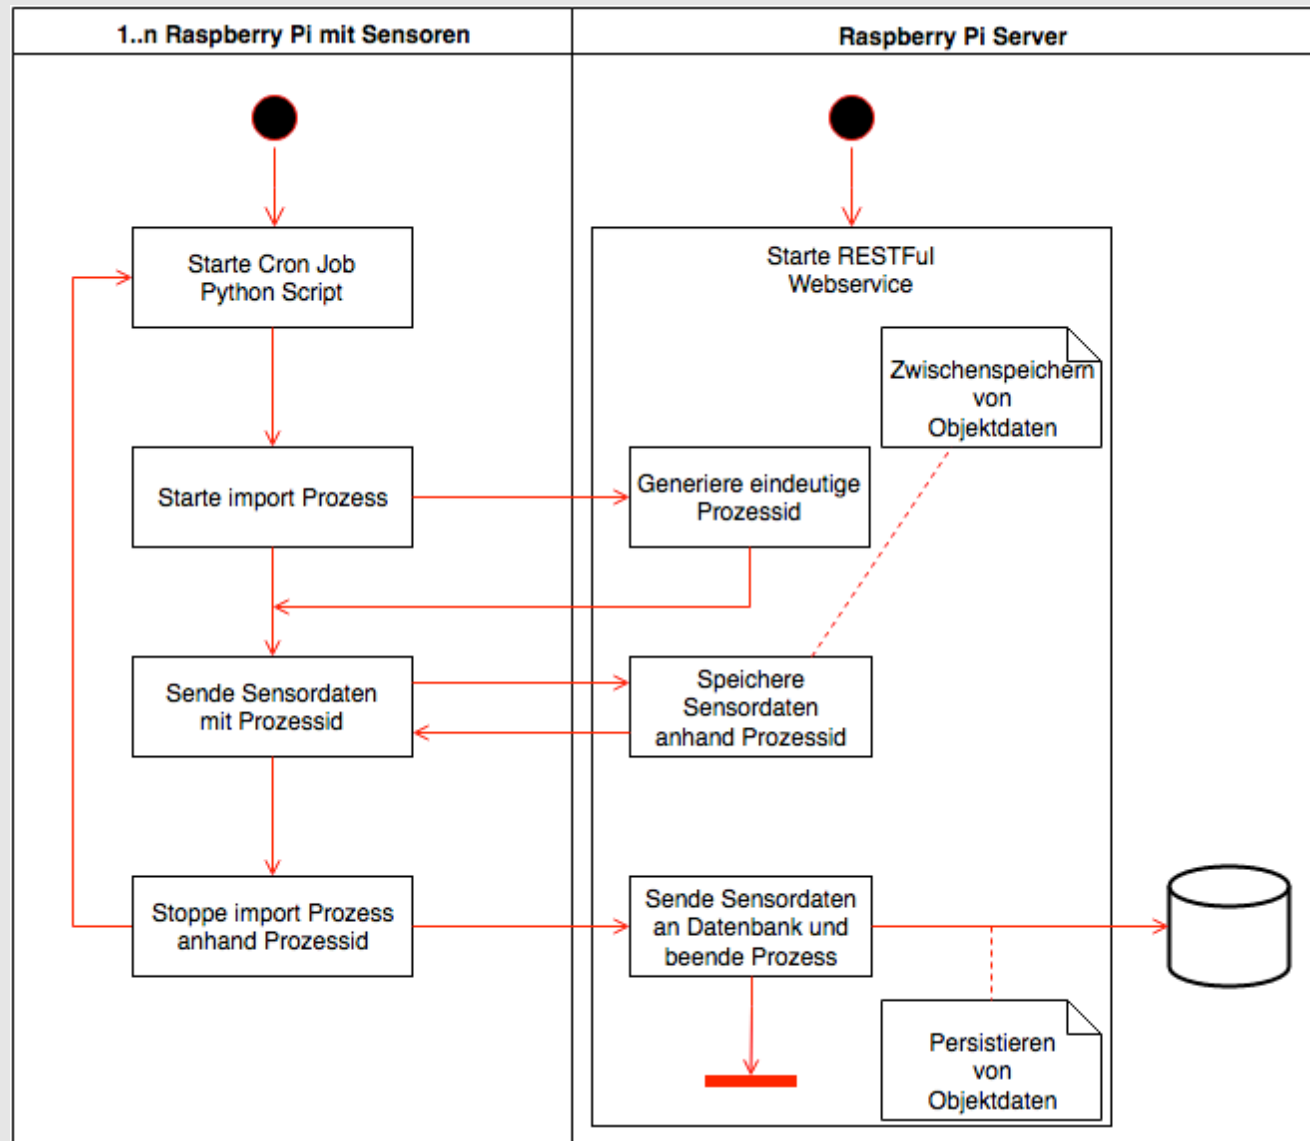 1..n Raspberry Pi mit Sensoren
Raspberry Pi Server
Starte Cron Job
Python Script
Starte RESTFul
Webservice
Zwischenspeichern
von
Objektdaten
Starte import Prozess
Generiere eindeutige
Prozessid
Sende Sensordaten
mit Prozessid
Speichere
Sensordaten
anhand Prozessid
Stoppe import Prozess
anhand Prozessid
Sende Sensordaten
an Datenbank und
beende Prozess
Persistieren
von
Objektdaten